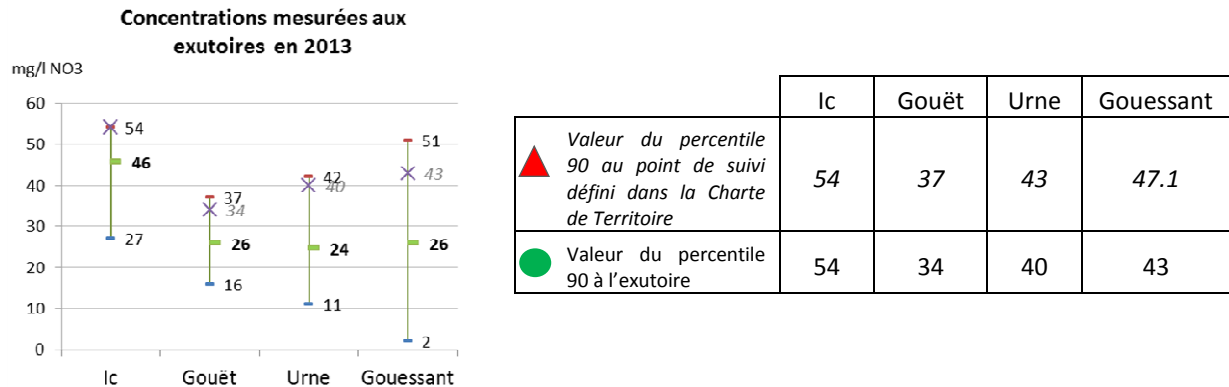 Concentrations mesurées aux
exutoires en 2013
mg/l NO3
60
50
40
30
20
10
0
54
46
27
37
34
26
16
42
40
24
11
51
43
26
2
Ic Gouët Urne Gouessant
Ic Gouët Urne Gouessant
Valeur du percentile
90 au point de suivi
défini dans la Charte
de Territoire
54 37 43 47.1
Valeur du percentile
90 à l’exutoire
54 34 40 43